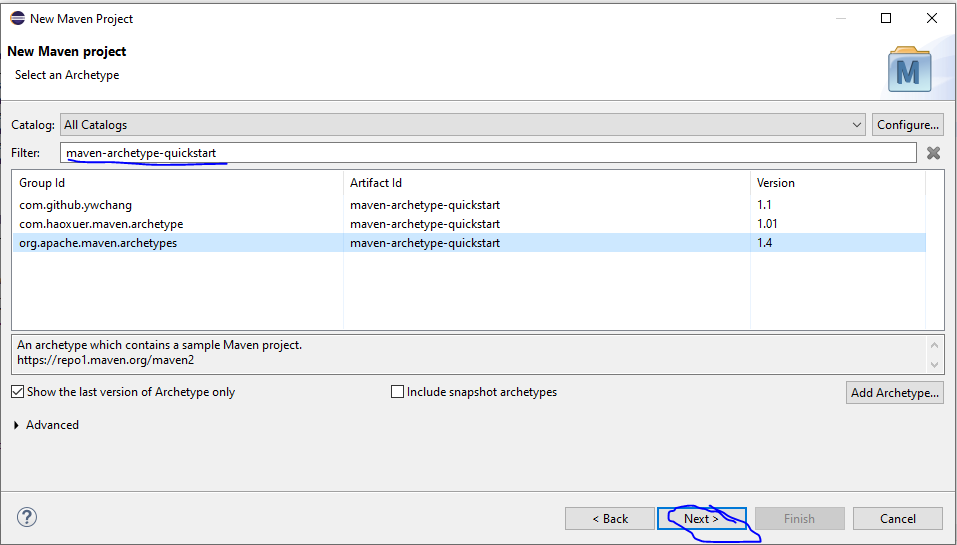 New Maven Project
New Maven project
Select an Archetype
M
Catalog: All Catalogs Configure...
Filter: maven-archetype-quickstart
Group Id Artifact Id Version
com.github.ywchang maven-archetype-quickstart 1.1
com.haoxuer.maven.archetype maven-archetype-quickstart 1.01
org.apache.maven.archetypes maven-archetype-quickstart 1.4
An archetype which contains a sample Maven project.
https://repo1.maven.org/maven2
Show the last version of Archetype only Include snapshot archetypes Add Archetype...
Advanced
? < Back Next > Finish Cancel